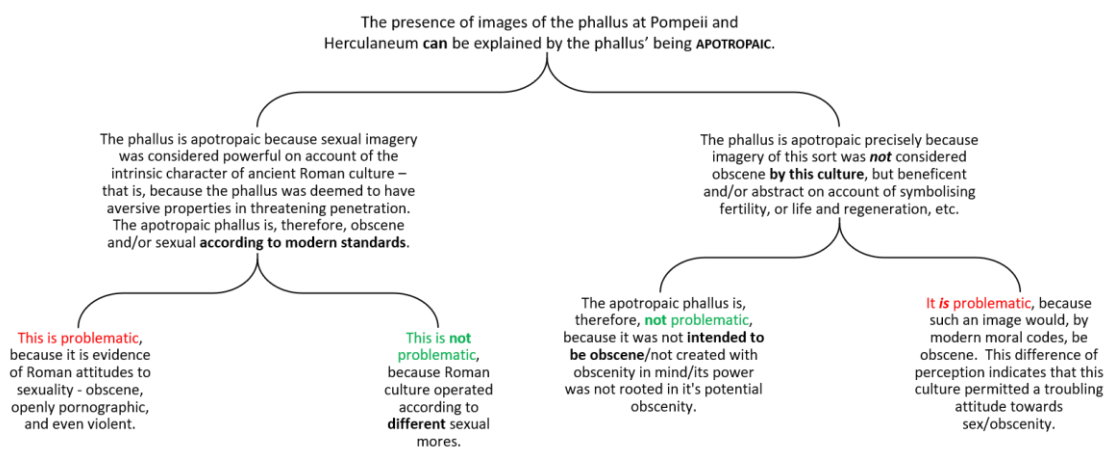 The presence of images of the phallus at Pompeii and
Herculaneum can be explained by the phallus' being APOTROPAIC.
The phallus is apotropaic because sexual imagery
was considered powerful on account of the
intrinsic character of ancient Roman culture –
that is, because the phallus was deemed to have
aversive properties in threatening penetration.
The apotropaic phallus is, therefore, obscene
and/or sexual according to modern standards.
The phallus is apotropaic precisely because
imagery of this sort was not considered
obscene by this culture, but beneficent
and/or abstract on account of symbolising
fertility, or life and regeneration, etc.
This is problematic,
because it is evidence
of Roman attitudes to
sexuality - obscene,
openly pornographic,
and even violent.
This is not
problematic,
because Roman
culture operated
according to
different sexual
mores.
The apotropaic phallus is,
therefore, not problematic,
because it was not intended to
be obscene/not created with
obscenity in mind/its power
was not rooted in it's potential
obscenity.
It is problematic, because
such an image would, by
modern moral codes, be
obscene. This difference of
perception indicates that this
culture permitted a troubling
attitude towards
sex/obscenity.